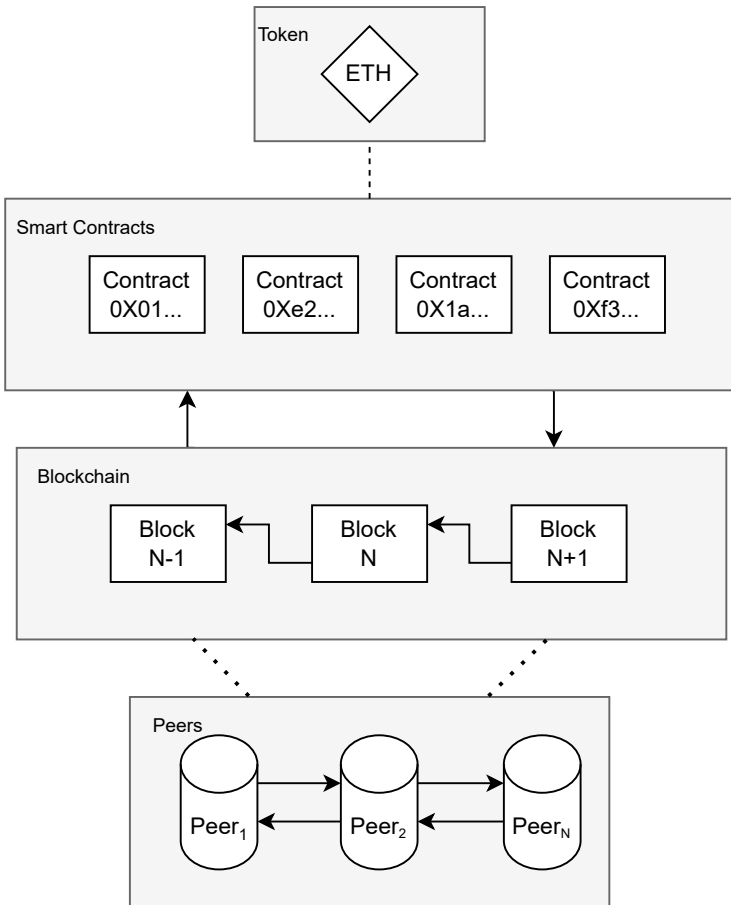 Token
ETH
Smart Contracts
Contract
0X01...
Contract
0Xe2...
Contract
0X1a...
Contract
0Xf3...
Blockchain
Block
N-1
Block
N
Block
N+1
Peers
Peer₁
Peer₂
Peer_N